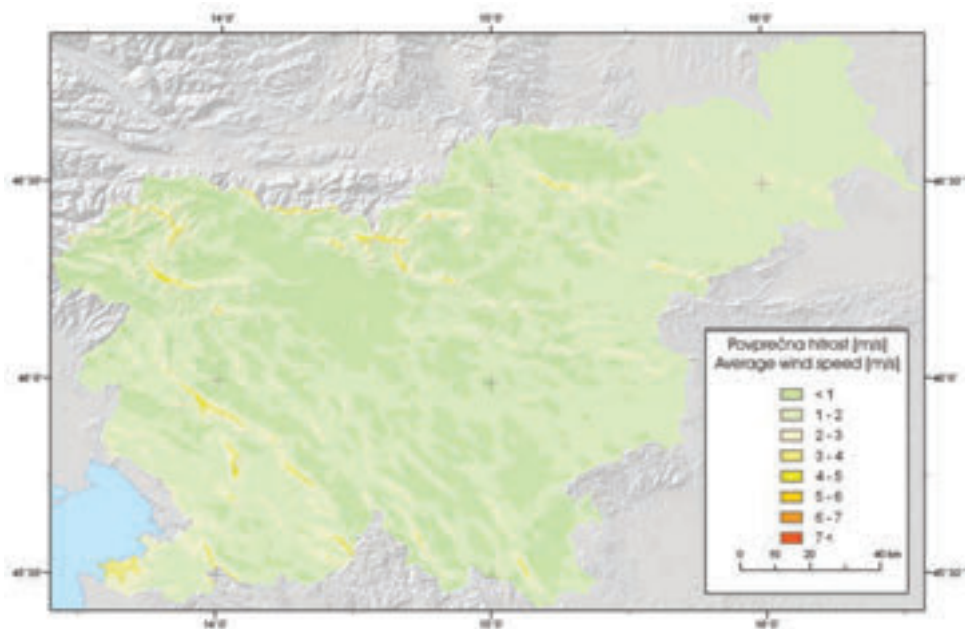 14°0' 15°0' 16°0'
46°30' 46°30'
46°0' 46°0'
45°30' 45°30'
Povprečna hitrost [m/s]
Average wind speed [m/s]
< 1
1 - 2
2 - 3
3 - 4
4 - 5
5 - 6
6 - 7
7 <
0 10 20 40 km
14°0' 15°0' 16°0'